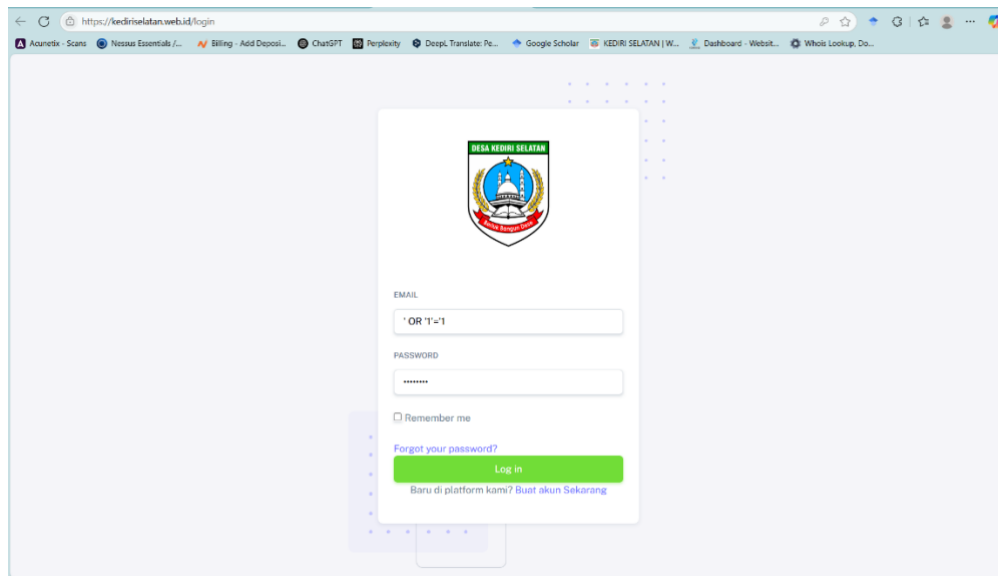 https://kediriselatan.web.id/login
Acunetix - Scans Nessus Essentials /... Billing - Add Deposi... ChatGPT Perplexity DeepL Translate: Pe... Google Scholar KEDIRI SELATAN | W... Dashboard - Websit... Whois Lookup, Do...
DESA KEDIRI SELATAN
Bangun Desa
EMAIL
' OR '1'='1
PASSWORD
••••••••
Remember me
Forgot your password?
Log in
Baru di platform kami? Buat akun Sekarang